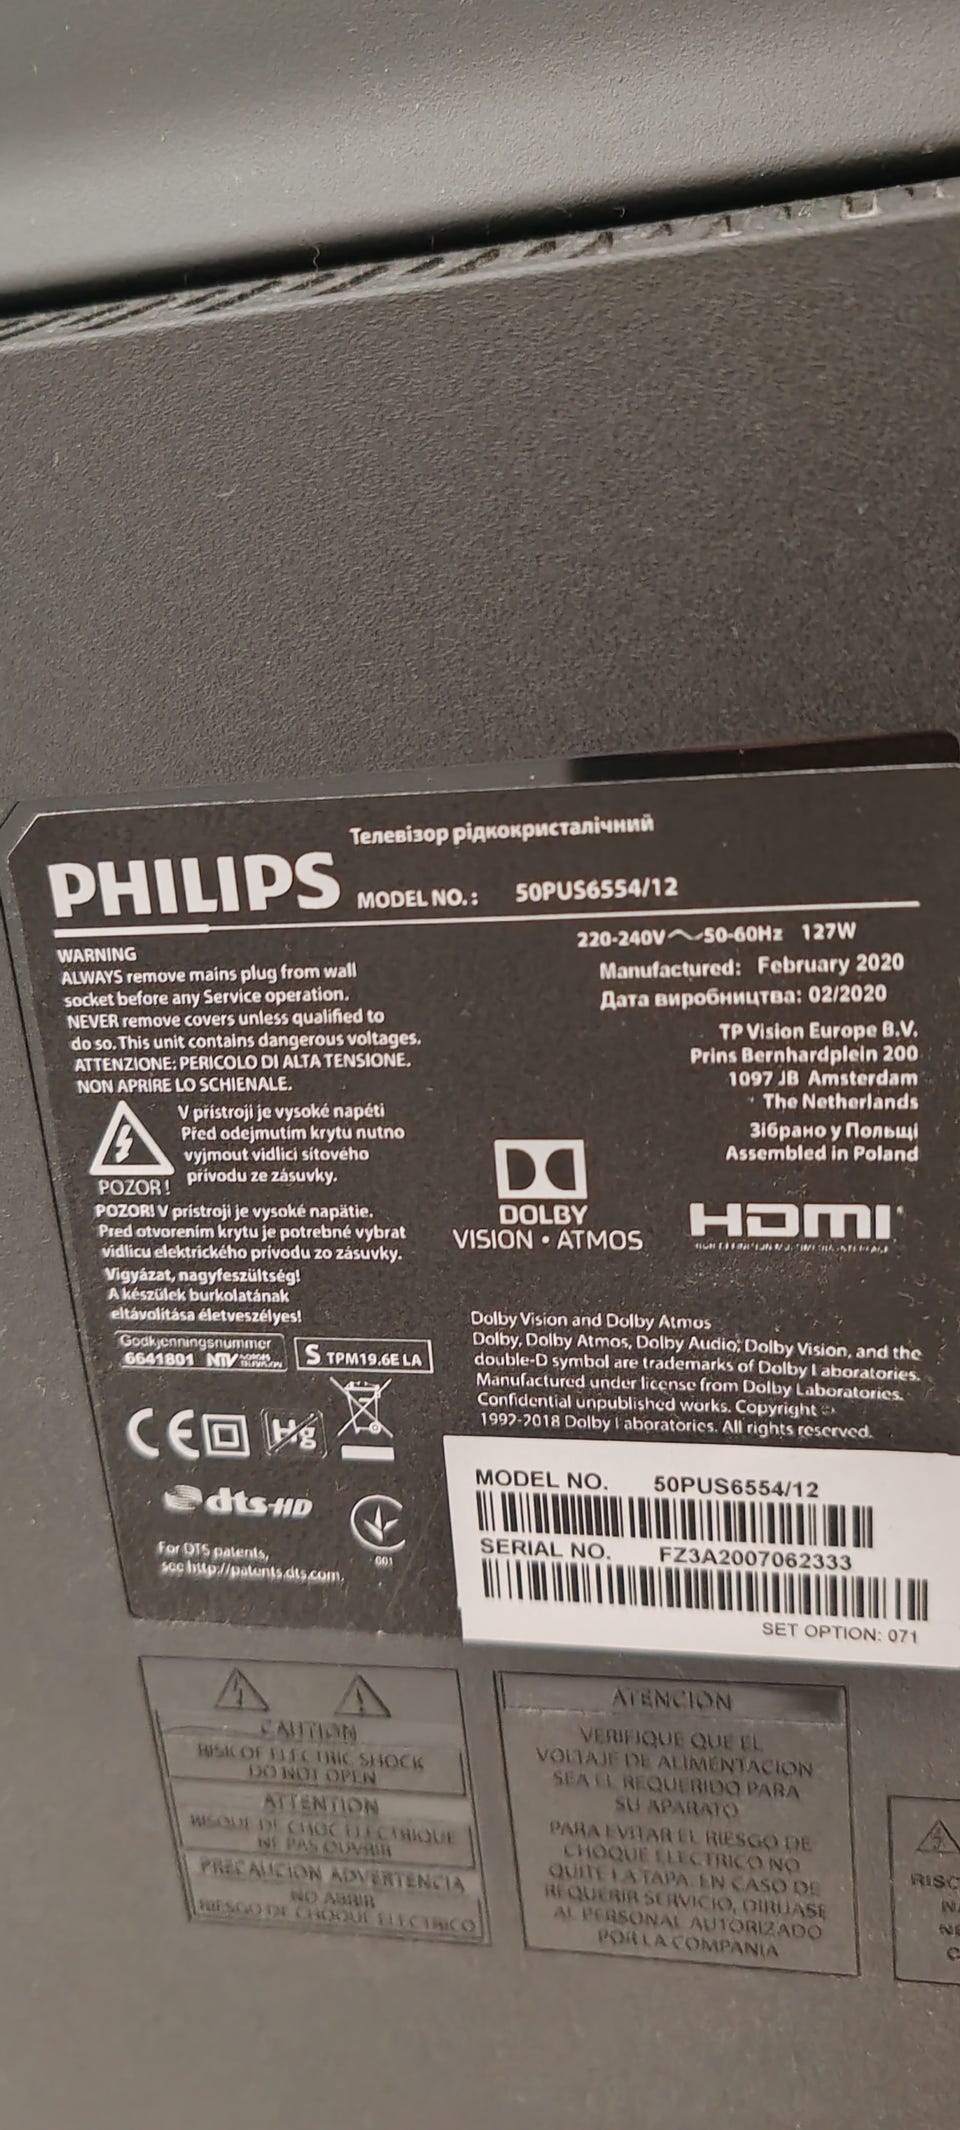 Телевізор рідкокристалічний
PHILIPS MODEL NO.: 50PUS6554/12
220-240V~50-60Hz 127W
WARNING
ALWAYS remove mains plug from wall
socket before any Service operation.
NEVER remove covers unless qualified to
do so. This unit contains dangerous voltages.
ATTENZIONE: PERICOLO DI ALTA TENSIONE.
NON APRIRE LO SCHIENALE.
V přístroji je vysoké napětí
Před odejmutím krytu nutno
vyjmout vidlici síťového
přívodu ze zásuvky.
POZOR!
POZOR! V prístroji je vysoké napätie.
Pred otvorením krytu je potrebné vybrat
vidlicu elektrického prívodu zo zásuvky.
Vigyázat, nagyfeszültség!
A készülek burkolatának
eltávolítása életveszélyes!
Manufactured: February 2020
Дата виробництва: 02/2020
TP Vision Europe B.V.
Prins Bernhardplein 200
1097 JB Amsterdam
The Netherlands
Зібрано у Польщі
Assembled in Poland
DOLBY
VISION • ATMOS
HDMI
HIGH DEFINITION MULTIMEDIA INTERFACE
Godkjenningsnummer
6641801 NTV
S TPM19.6E LA
CE Hg
dts-HD
001
For DTS patents,
see http://patents.dts.com.
Dolby Vision and Dolby Atmos
Dolby, Dolby Atmos, Dolby Audio, Dolby Vision, and the
double-D symbol are trademarks of Dolby Laboratories.
Manufactured under license from Dolby Laboratories.
Confidential unpublished works. Copyright ©
1992-2018 Dolby Laboratories. All rights reserved.
MODEL NO. 50PUS6554/12
SERIAL NO. FZ3A2007062333
SET OPTION: 071
CAUTION
RISK OF ELECTRIC SHOCK
DO NOT OPEN
ATTENTION
RISQUE DE CHOC ELECTRIQUE
NE PAS OUVRIR
PRECAUCION ADVERTENCIA
NO ABRIR
RIESGO DE CHOQUE ELECTRICO
ATENCION
VERIFIQUE QUE EL
VOLTAJE DE ALIMENTACION
SEA EL REQUERIDO PARA
SU APARATO
PARA EVITAR EL RIESGO DE
CHOQUE ELECTRICO NO
QUITE LA TAPA. EN CASO DE
REQUERIR SERVICIO, DIRIJASE
AL PERSONAL AUTORIZADO
POR LA COMPANIA